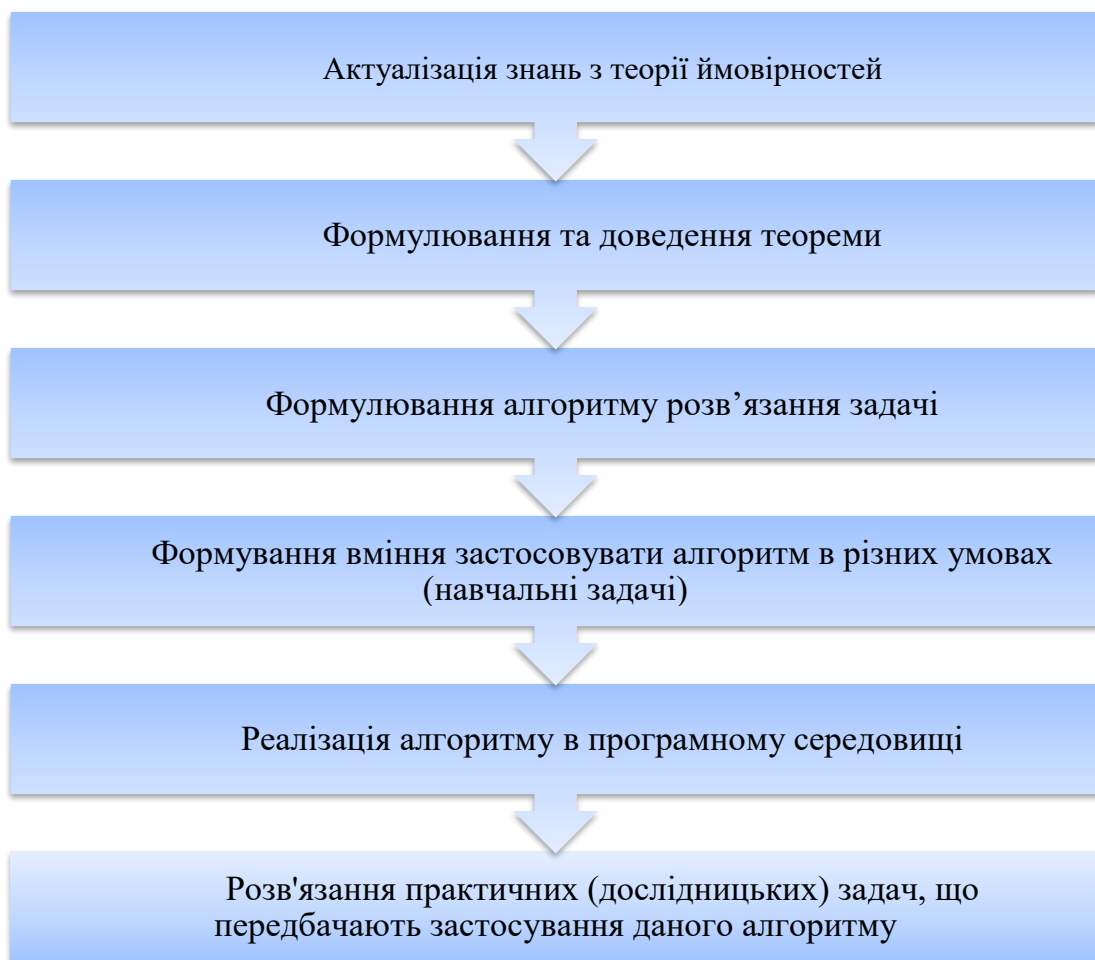 Актуалізація знань з теорії ймовірностей
Формулювання та доведення теореми
Формулювання алгоритму розв’язання задачі
Формування вміння застосовувати алгоритм в різних умовах
(навчальні задачі)
Реалізація алгоритму в програмному середовищі
Розв'язання практичних (дослідницьких) задач, що
передбачають застосування даного алгоритму